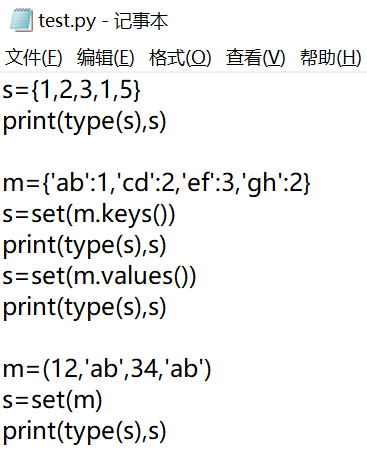 test.py - 记事本
文件(F) 编辑(E) 格式(O) 查看(V) 帮助(H)
s={1,2,3,1,5}
print(type(s),s)
m={'ab':1,'cd':2,'ef':3,'gh':2}
s=set(m.keys())
print(type(s),s)
s=set(m.values())
print(type(s),s)
m=(12,'ab',34,'ab')
s=set(m)
print(type(s),s)